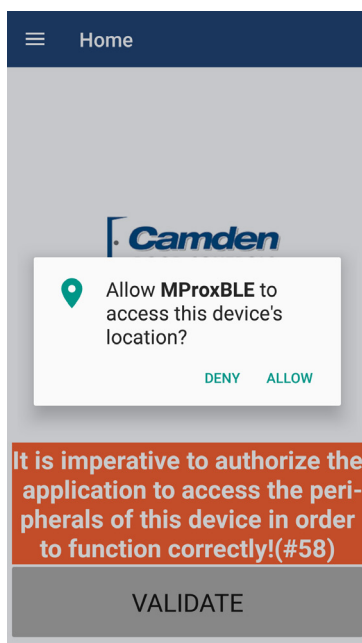 Home
Camden
Allow MProxBLE to
access this device's
location?
DENY ALLOW
It is imperative to authorize the
application to access the peri-
pherals of this device in order
to function correctly!(#58)
VALIDATE